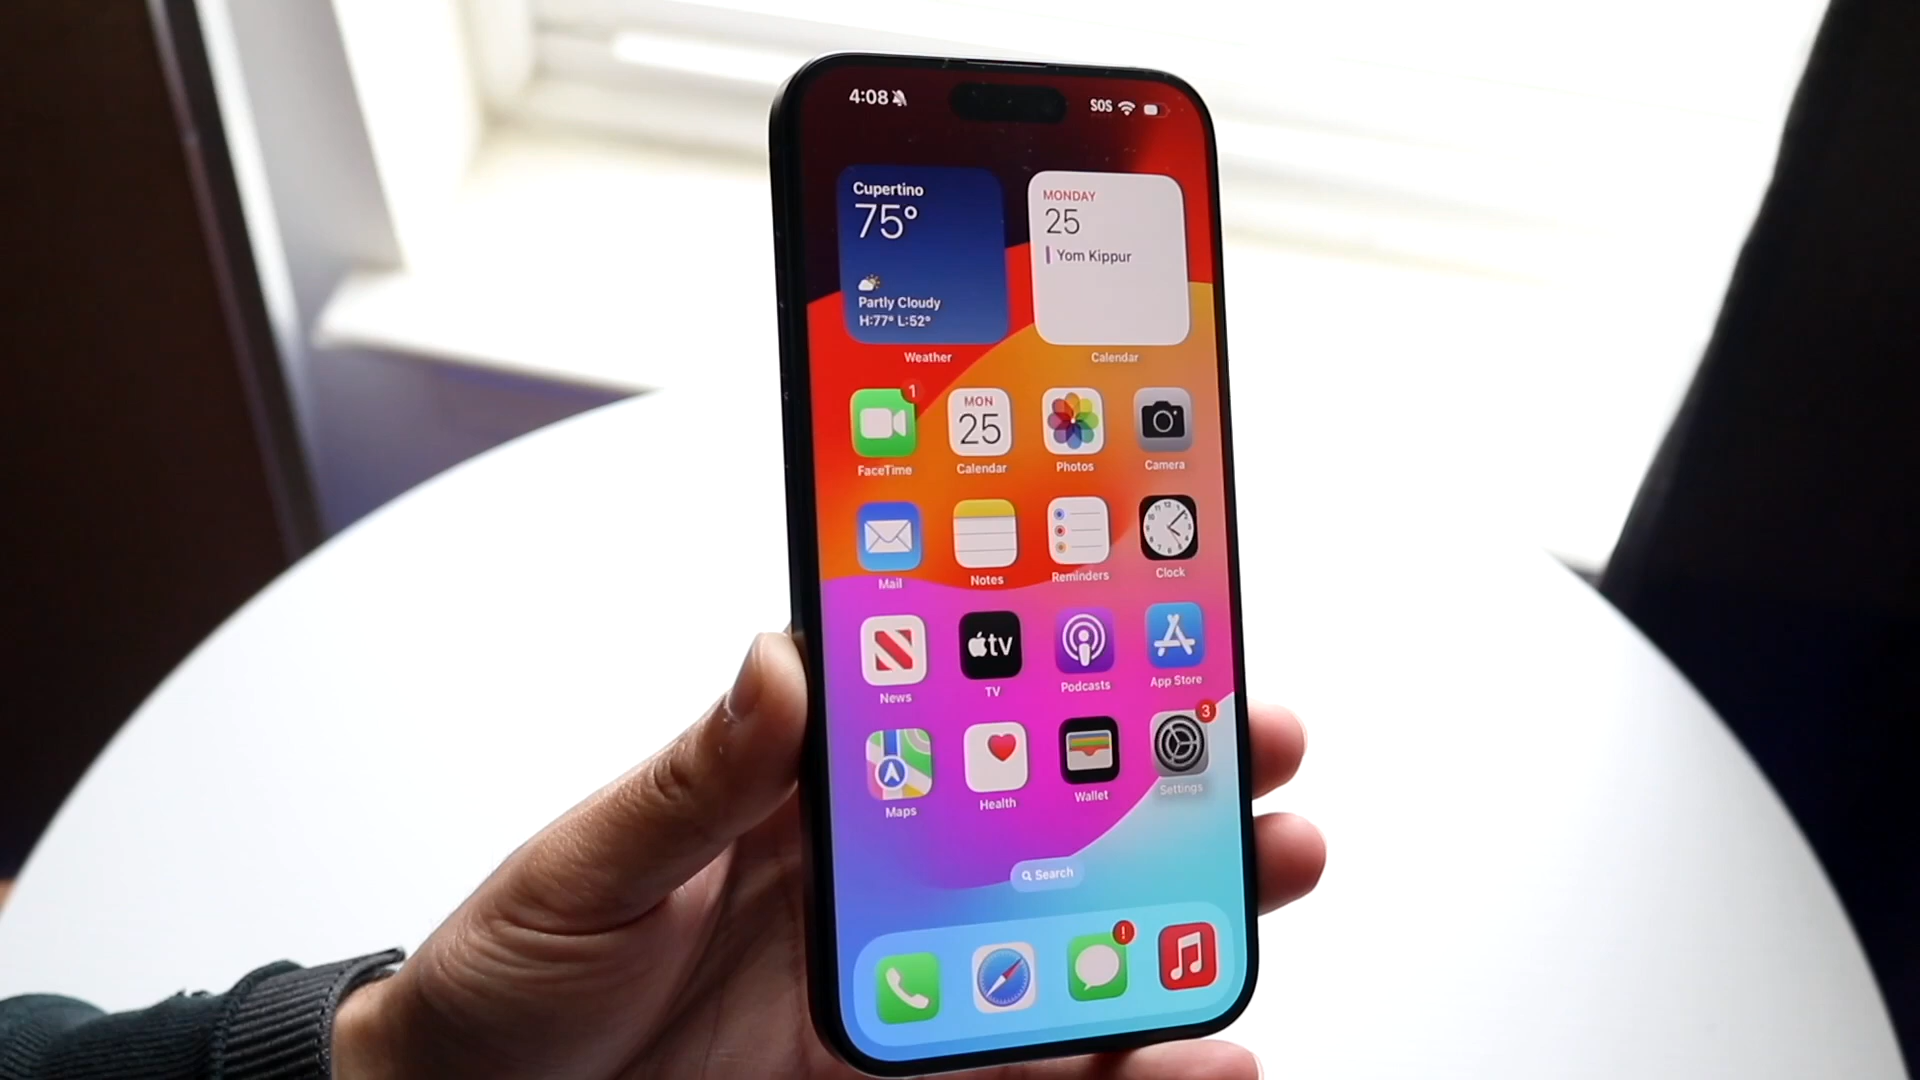 4:08
SOS
Cupertino
75°
Partly Cloudy
H:77° L:52°
Weather
MONDAY
25
Yom Kippur
Calendar
1
FaceTime
MON
25
Calendar
Photos
Camera
Mail
Notes
Reminders
Clock
News
tv
TV
Podcasts
App Store
Maps
Health
Wallet
3
Settings
Search
!